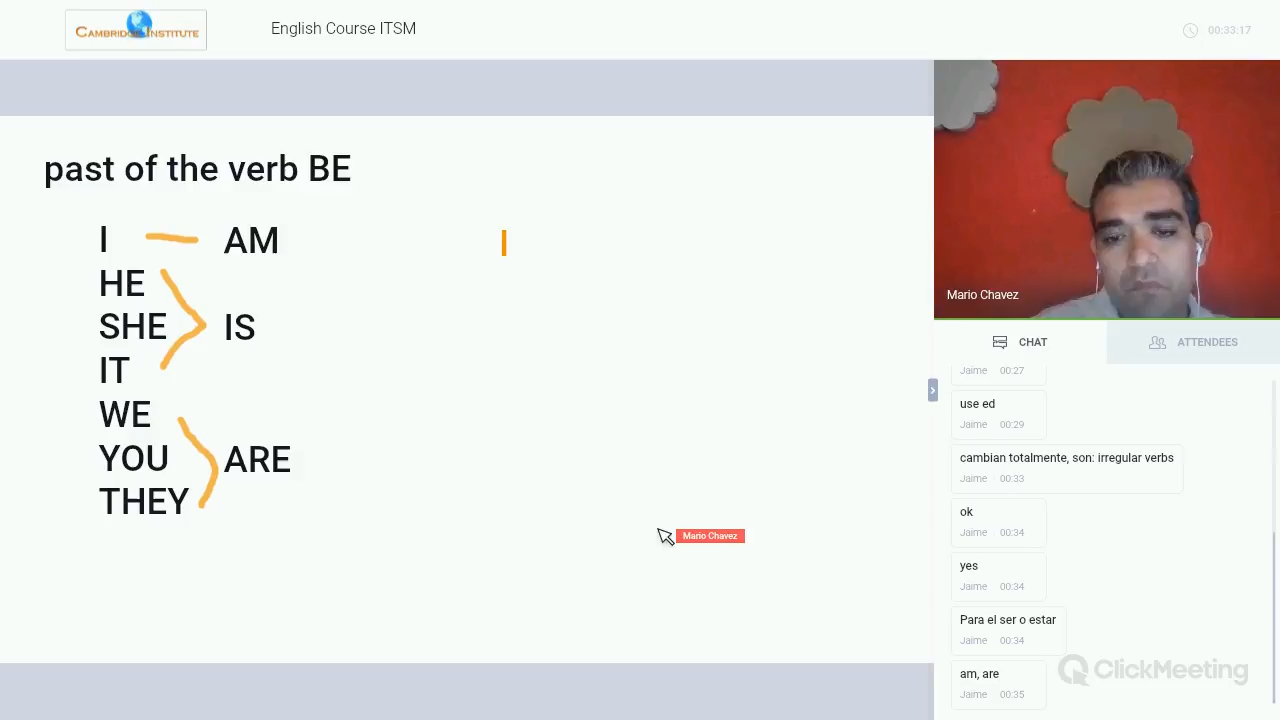 CAMBRIDGE INSTITUTE
English Course ITSM
00:33:17
past of the verb BE
I AM
I
HE
SHE IS
IT
WE
YOU ARE
THEY
Mario Chavez
Mario Chavez
CHAT
ATTENDEES
Jaime 00:27
use ed
Jaime 00:29
cambian totalmente, son: irregular verbs
Jaime 00:33
ok
Jaime 00:34
yes
Jaime 00:34
Para el ser o estar
Jaime 00:34
am, are
Jaime 00:35
ClickMeeting